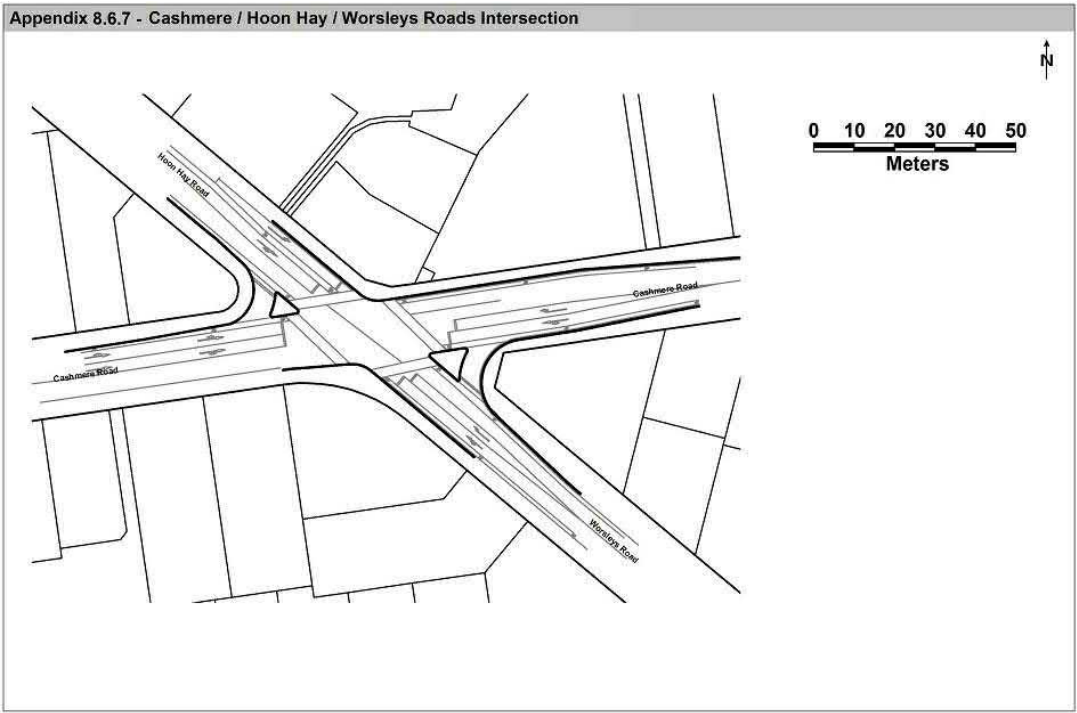 Appendix 8.6.7 - Cashmere / Hoon Hay / Worsleys Roads Intersection
N
0 10 20 30 40 50
Meters
Hoon Hay Road
Cashmere Road
Cashmere Road
Worsleys Road